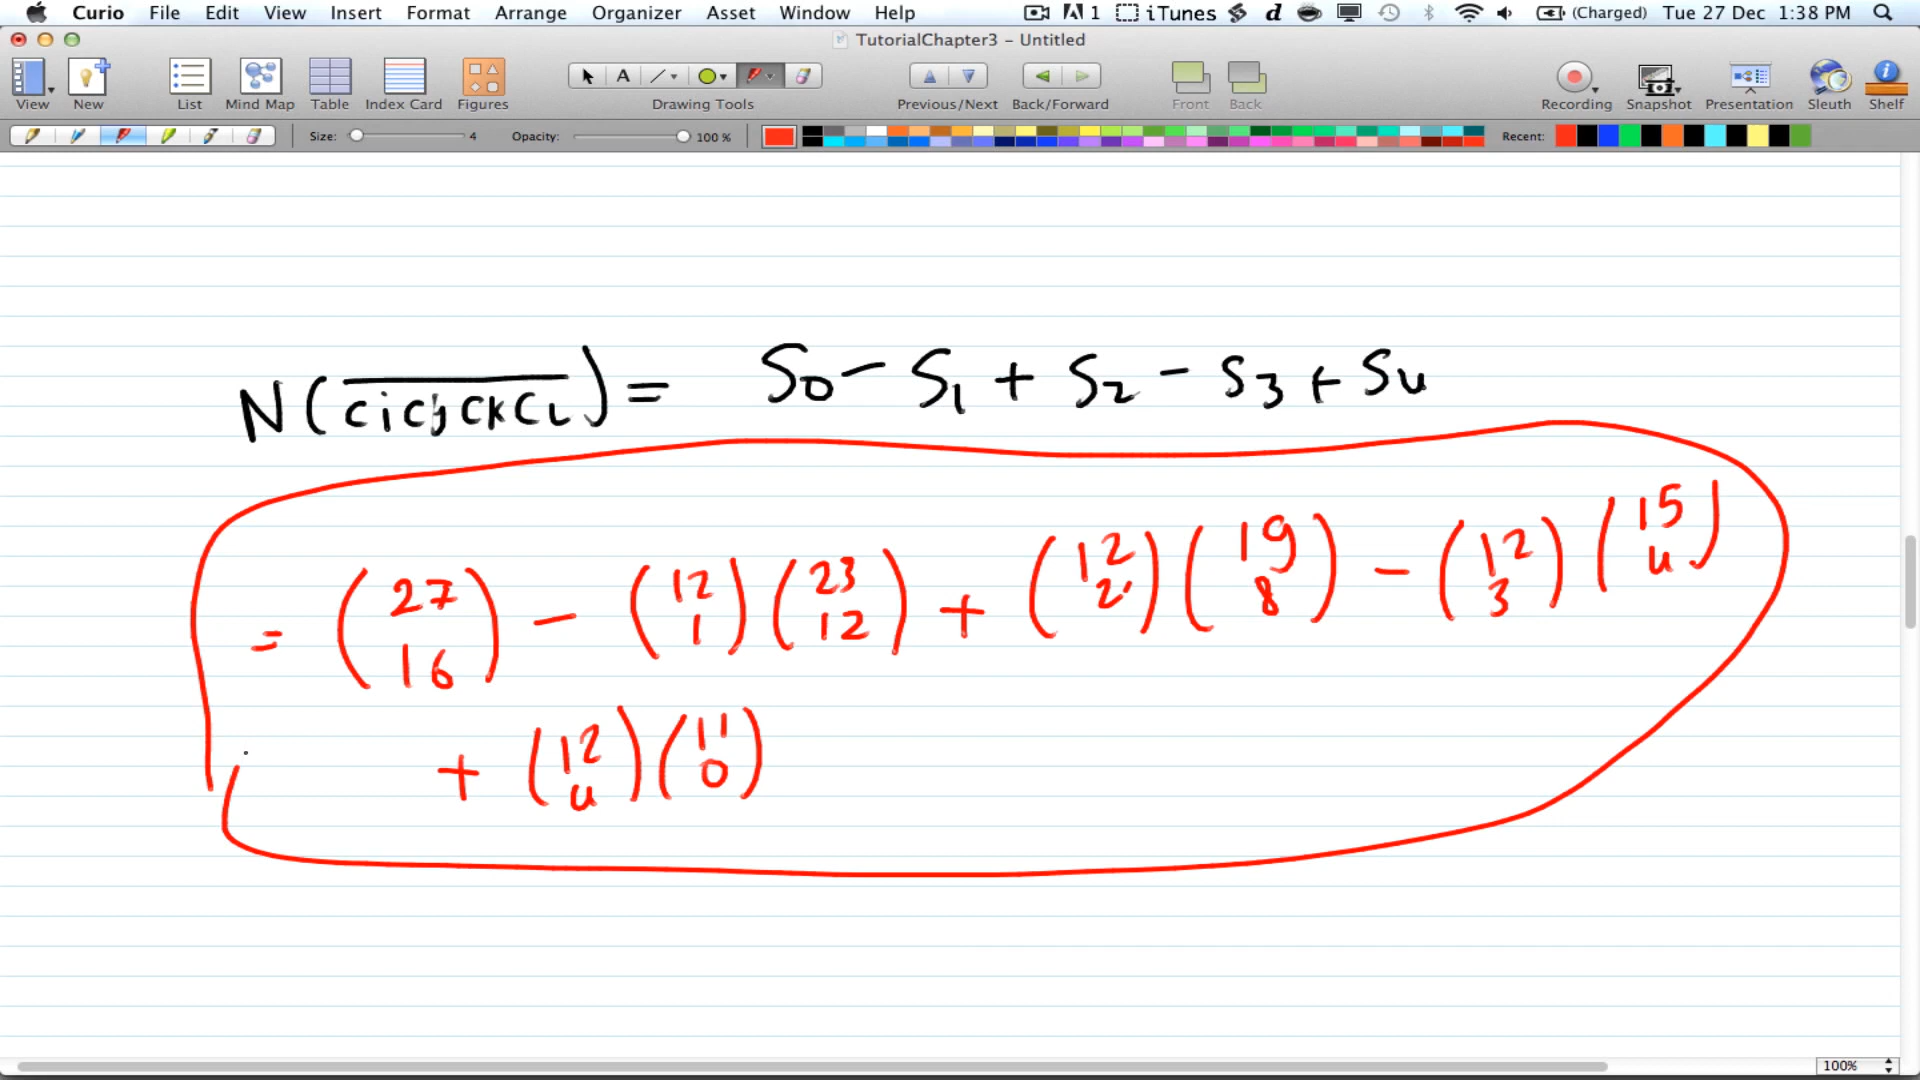 Curio File Edit View Insert Format Arrange Organizer Asset Window Help 1 iTunes d (Charged) Tue 27 Dec 1:38 PM
TutorialChapter3 - Untitled
View New List Mind Map Table Index Card Figures Drawing Tools Previous/Next Back/Forward Front Back Recording Snapshot Presentation Sleuth Shelf
Size: 4 Opacity: 100 % Recent:
N(\overline{CiCjCkCL}) = S0 - S1 + S2 - S3 + S4
= (27 16) - (12 1)(23 12) + (12 2)(19 8) - (12 3)(15 4)
+ (12 4)(11 0)
100%